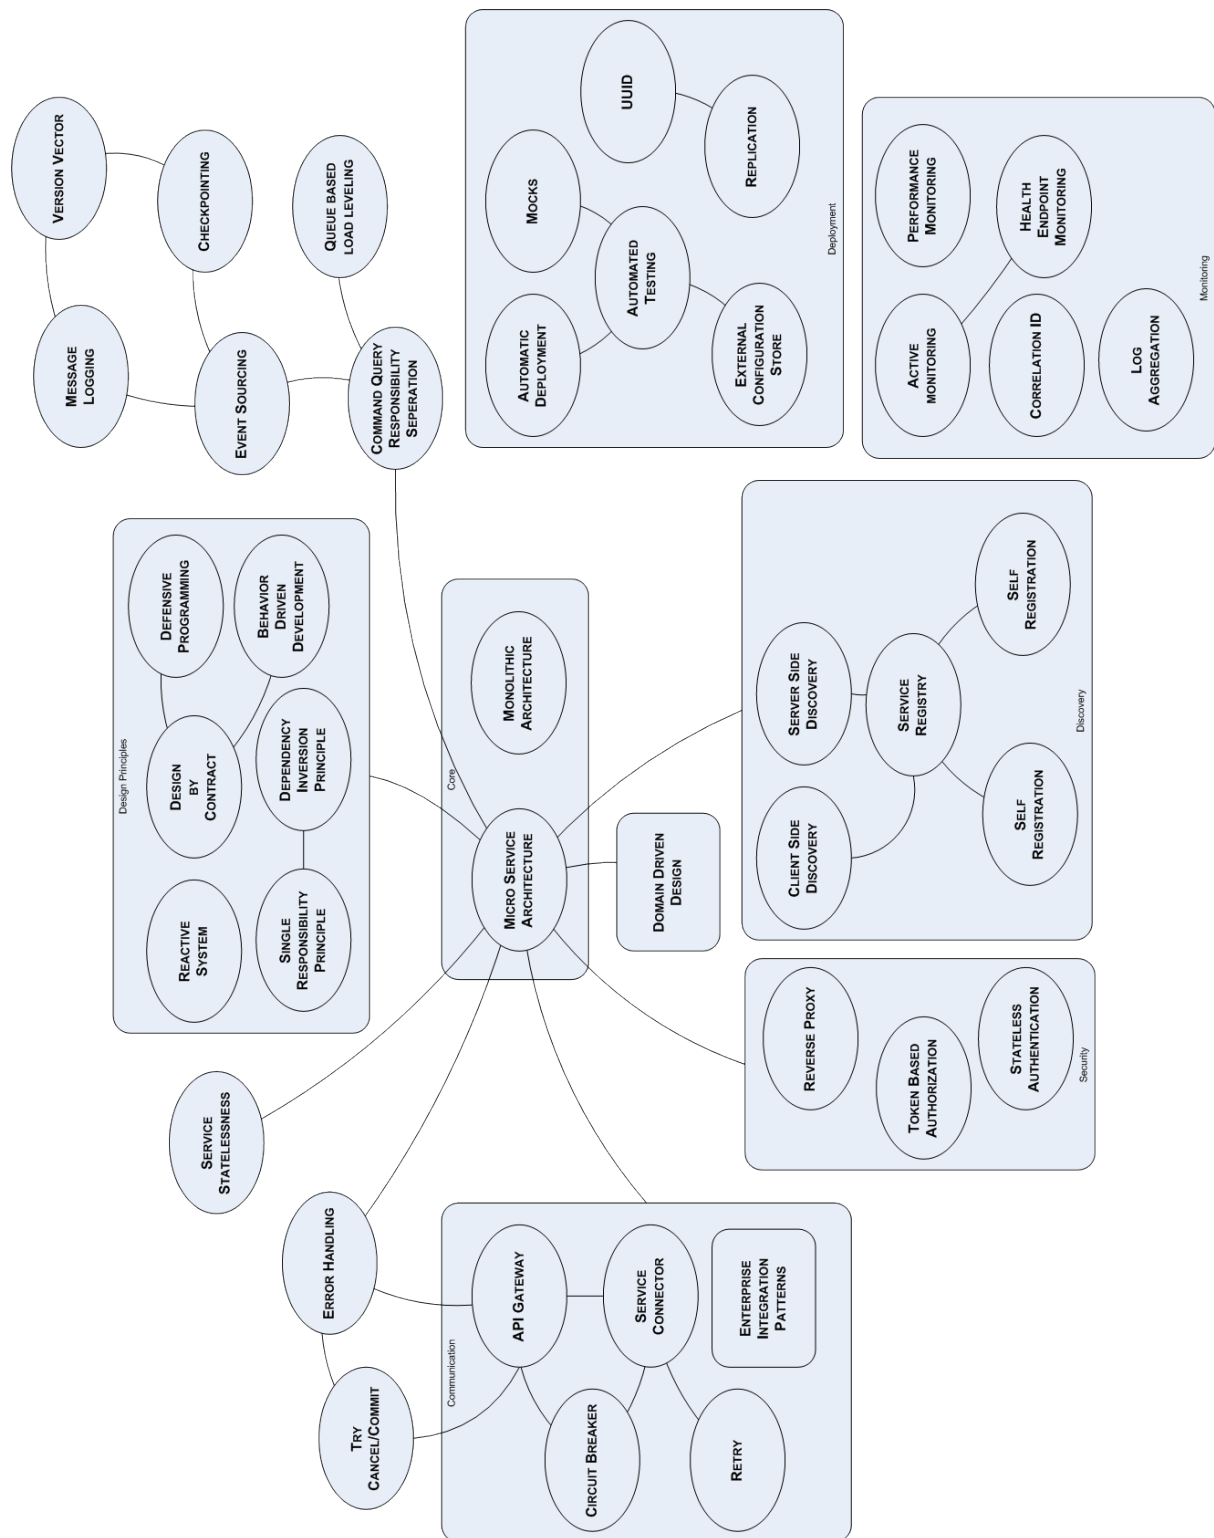 TRY
CANCEL/COMMIT
ERROR HANDLING
SERVICE
STATELESSNESS
Design Principles
REACTIVE
SYSTEM
DESIGN
BY
CONTRACT
DEFENSIVE
PROGRAMMING
SINGLE
RESPONSIBILITY
PRINCIPLE
DEPENDENCY
INVERSION
PRINCIPLE
BEHAVIOR
DRIVEN
DEVELOPMENT
MESSAGE
LOGGING
VERSION VECTOR
EVENT SOURCING
CHECKPOINTING
COMMAND QUERY
RESPONSIBILITY
SEPERATION
QUEUE BASED
LOAD LEVELING
Communication
API GATEWAY
CIRCUIT BREAKER
SERVICE
CONNECTOR
RETRY
ENTERPRISE
INTEGRATION
PATTERNS
Core
MICRO SERVICE
ARCHITECTURE
MONOLITHIC
ARCHITECTURE
DOMAIN DRIVEN
DESIGN
AUTOMATIC
DEPLOYMENT
MOCKS
UUID
AUTOMATED
TESTING
EXTERNAL
CONFIGURATION
STORE
REPLICATION
Deployment
REVERSE PROXY
TOKEN BASED
AUTHORIZATION
STATELESS
AUTHENTICATION
Security
CLIENT SIDE
DISCOVERY
SERVER SIDE
DISCOVERY
SERVICE
REGISTRY
SELF
REGISTRATION
SELF
REGISTRATION
Discovery
ACTIVE
MONITORING
PERFORMANCE
MONITORING
CORRELATION ID
HEALTH
ENDPOINT
MONITORING
LOG
AGGREGATION
Monitoring